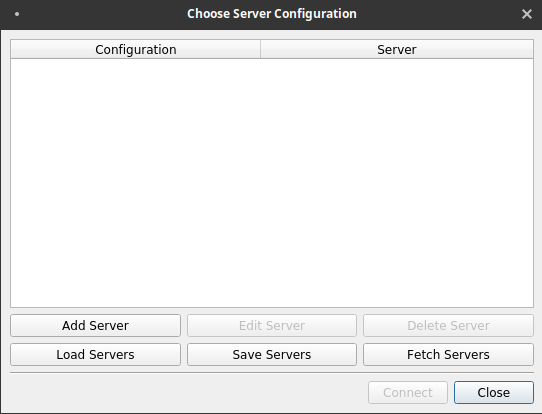 Choose Server Configuration
Configuration Server
Add Server Edit Server Delete Server
Load Servers Save Servers Fetch Servers
Connect Close